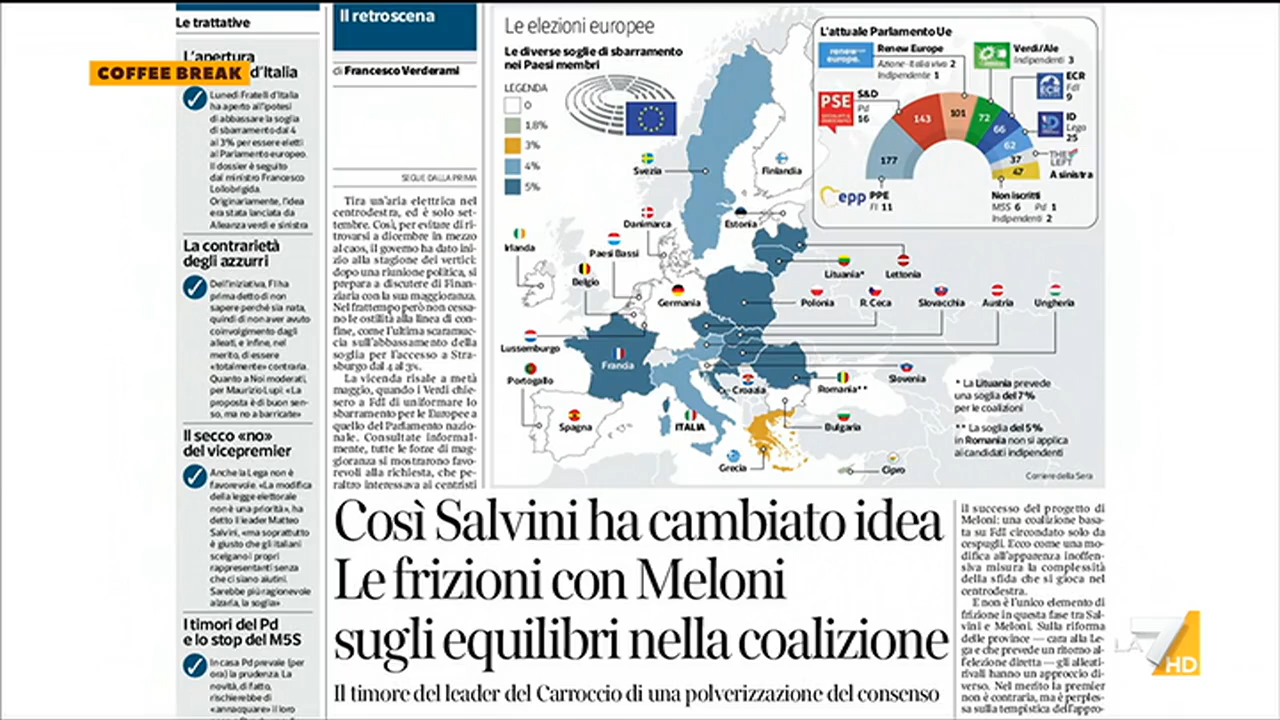 Le trattative
L'apertura
d'Italia
COFFEE BREAK
Lunedì Fratelli d'Italia
ha aperto all'ipotesi
di abbassare la soglia
di sbarramento dal 4
al 3% per essere eletti
al Parlamento europeo.
Il dossier è seguito
dal ministro Francesco
Lollobrigida.
Originariamente, l'idea
era stata lanciata da
Alleanza verdi e sinistra
La contrarietà
degli azzurri
Dell'iniziativa, FI ha
prima detto di non
sapere perché sia nata,
quindi di non aver avuto
coinvolgimento dagli
alleati, e infine, nel
merito, di essere
«totalmente» contraria.
Quanto a Noi moderati,
per Maurizio Lupi: «La
proposta è di buon sen-
so, ma no a barricate»
Il secco «no»
del vicepremier
Anche la Lega non è
favorevole. «La modifica
della legge elettorale
non è una priorità», ha
detto il leader Matteo
Salvini, «ma soprattutto
è giusto che gli italiani
scelgano i propri
rappresentanti senza
che ci siano aiutini.
Sarebbe più ragionevole
alzarla, la soglia»
I timori del Pd
e lo stop del M5S
In casa Pd prevale (per
ora) la prudenza. La
novità, di fatto,
rischierebbe di
«annacquare» il loro
Il retroscena
di Francesco Verderami
SEGUE DALLA PRIMA
Tira un'aria elettrica nel
centrodestra, ed è solo set-
tembre. Così, per evitare di ri-
trovarsi a dicembre in mezzo
al caos, il governo ha dato ini-
zio alla stagione dei vertici:
dopo una riunione politica, si
prepara a discutere di Finan-
ziaria con la sua maggioranza.
Nel frattempo però non cessa-
no le ostilità alla linea di con-
fine, come l'ultima scaramuc-
cia sull'abbassamento della
soglia per l'accesso a Stra-
sburgo dal 4 al 3%.
La vicenda risale a metà
maggio, quando i Verdi chie-
sero a FdI di uniformare lo
sbarramento per le Europee a
quello del Parlamento nazio-
nale. Consultate informal-
mente, tutte le forze di mag-
gioranza si mostrarono favo-
revoli alla richiesta, che pe-
raltro interessava ai centristi
Le elezioni europee
Le diverse soglie di sbarramento
nei Paesi membri
LEGENDA
0
1,8%
3%
4%
5%
Svezia
Finlandia
Danimarca
Estonia
Irlanda
Paesi Bassi
Belgio
Germania
Lituania*
Lettonia
Polonia
R. Ceca
Slovacchia
Austria
Ungheria
Lussemburgo
Francia
Portogallo
Croazia
Romania**
Slovenia
Spagna
ITALIA
Bulgaria
Grecia
Cipro
* La Lituania prevede
una soglia del 7%
per le coalizioni
** La soglia del 5%
in Romania non si applica
ai candidati indipendenti
Corriere della Sera
L'attuale Parlamento Ue
renew europe.
Renew Europe
Azione-Italia viva 2
Indipendente 1
Verdi/Ale
Indipendenti 3
ECR
ECR
FdI
9
PSE
S&D
Pd
16
ID
ID
Lega
25
THE LEFT
A sinistra
177
143
101
72
66
62
37
47
epp
PPE
FI 11
Non iscritti
M5S 6 Pd 1
Indipendenti 2
Così Salvini ha cambiato idea
Le frizioni con Meloni
sugli equilibri nella coalizione
Il timore del leader del Carroccio di una polverizzazione del consenso
il successo del progetto di
Meloni: una coalizione basa-
ta su FdI circondato solo da
cespugli. Ecco come una mo-
difica all'apparenza inoffen-
siva misura la complessità
della sfida che si gioca nel
centrodestra.
E non è l'unico elemento di
frizione in questa fase tra Sal-
vini e Meloni. Sulla riforma
delle province — cara alla Le-
ga e che prevede un ritorno al-
l'elezione diretta — gli alleati-
rivali hanno un approccio di-
verso. Nel merito la premier
non è contraria, ma è perples-
sa sulla tempistica dell'appro-
LA 7 HD